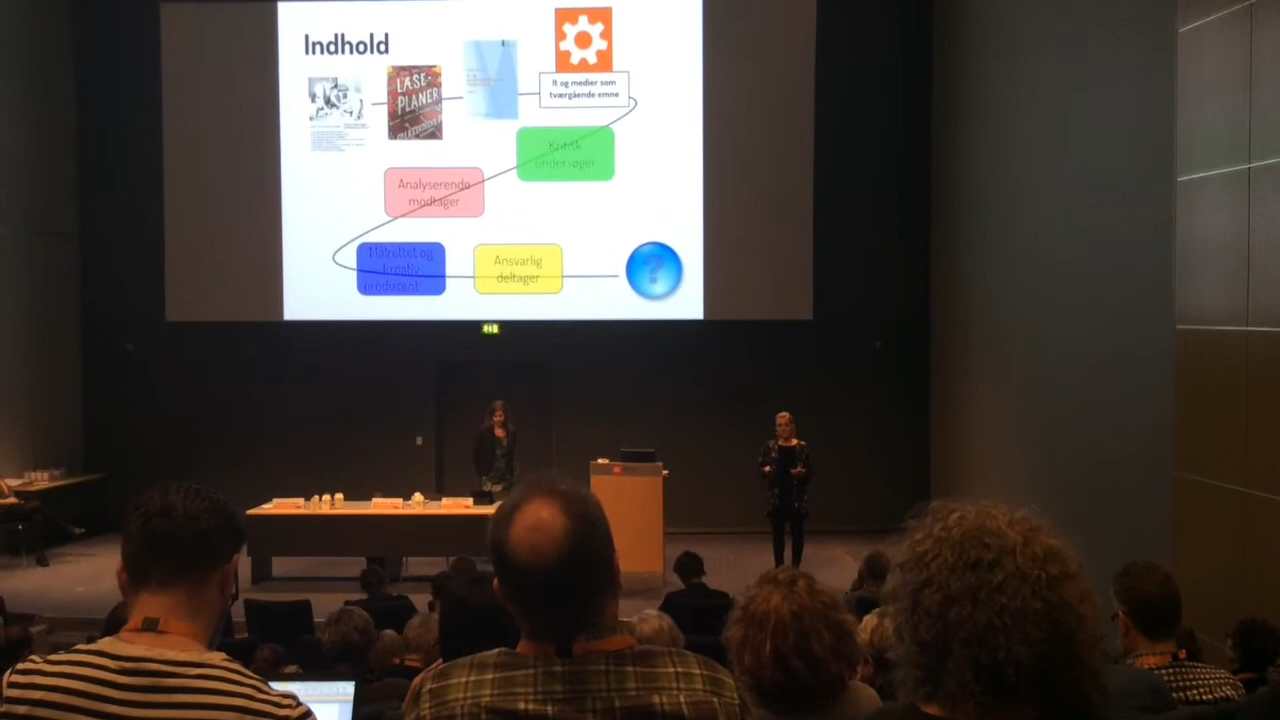 Indhold
LÆSE-
PLANER
It og medier som
tværgående emne
Kritisk
undersøger
Analyserende
modtager
Målrettet og
kreativ
producent
Ansvarlig
deltager
?